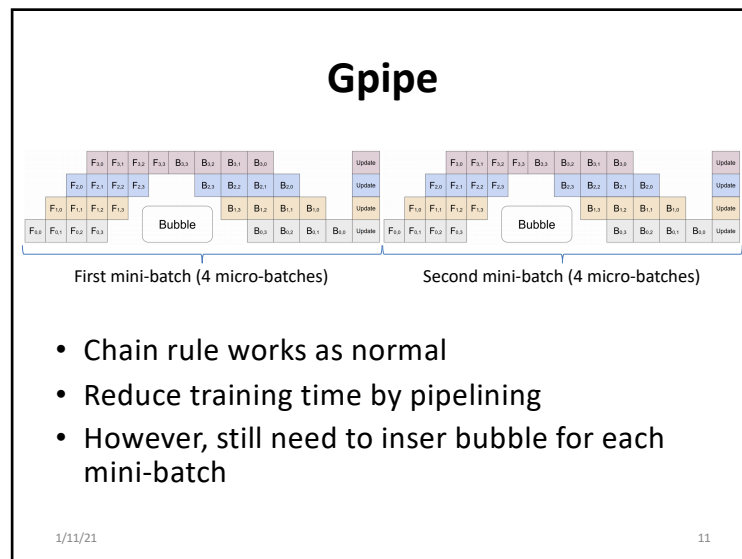 Gpipe
F3,0 F3,1 F3,2 F3,3 B3,3 B3,2 B3,1 B3,0 Update F3,0 F3,1 F3,2 F3,3 B3,3 B3,2 B3,1 B3,0 Update
F2,0 F2,1 F2,2 F2,3 B2,3 B2,2 B2,1 B2,0 Update F2,0 F2,1 F2,2 F2,3 B2,3 B2,2 B2,1 B2,0 Update
F1,0 F1,1 F1,2 F1,3 B1,3 B1,2 B1,1 B1,0 Update F1,0 F1,1 F1,2 F1,3 B1,3 B1,2 B1,1 B1,0 Update
F0,0 F0,1 F0,2 F0,3 Bubble B0,3 B0,2 B0,1 B0,0 Update F0,0 F0,1 F0,2 F0,3 Bubble B0,3 B0,2 B0,1 B0,0 Update
First mini-batch (4 micro-batches) Second mini-batch (4 micro-batches)
• Chain rule works as normal
• Reduce training time by pipelining
• However, still need to inser bubble for each
mini-batch
1/11/21 11